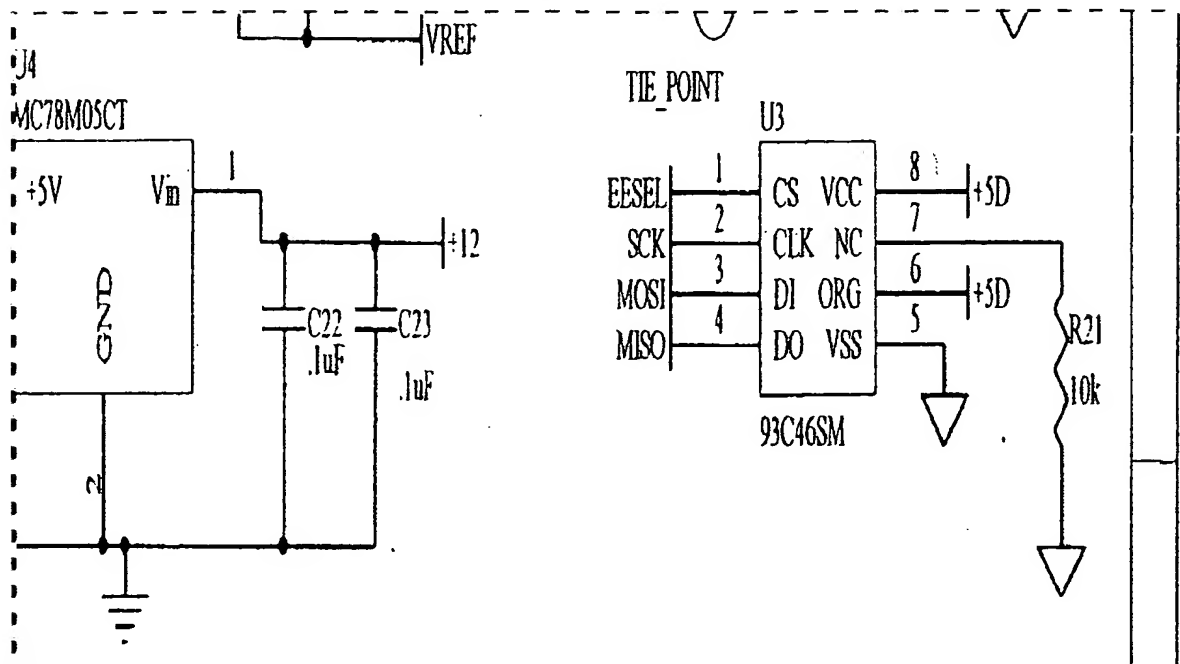 VREF
U4
MC78M05CT
+5V
Vin
1
GND
2
+12
C22
.1uF
C23
.1uF
TIE_POINT
U3
EESEL 1 CS VCC 8 +5D
SCK 2 CLK NC 7
MOSI 3 DI ORG 6 +5D
MISO 4 DO VSS 5
93C46SM
R21
10k